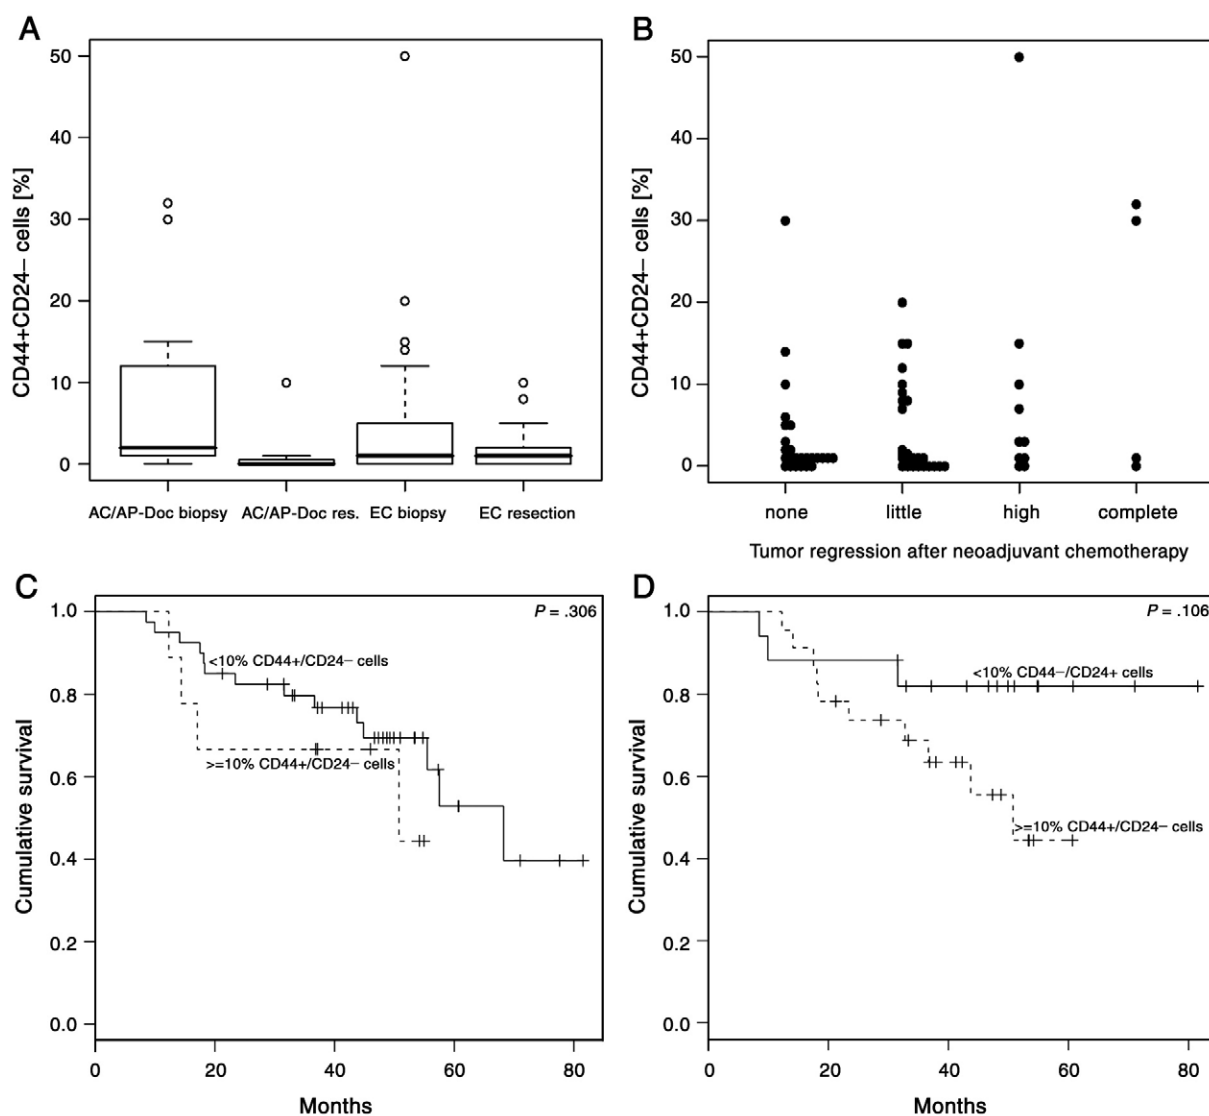 A
CD44+CD24− cells [%]
50
40
30
20
10
0
AC/AP-Doc biopsy
AC/AP-Doc res.
EC biopsy
EC resection
B
CD44+CD24− cells [%]
50
40
30
20
10
0
none
little
high
complete
Tumor regression after neoadjuvant chemotherapy
C
Cumulative survival
1.0
0.8
0.6
0.4
0.2
0.0
P = .306
<10% CD44+/CD24− cells
>=10% CD44+/CD24− cells
0
20
40
60
80
Months
D
Cumulative survival
1.0
0.8
0.6
0.4
0.2
0.0
P = .106
<10% CD44−/CD24+ cells
>=10% CD44+/CD24− cells
0
20
40
60
80
Months